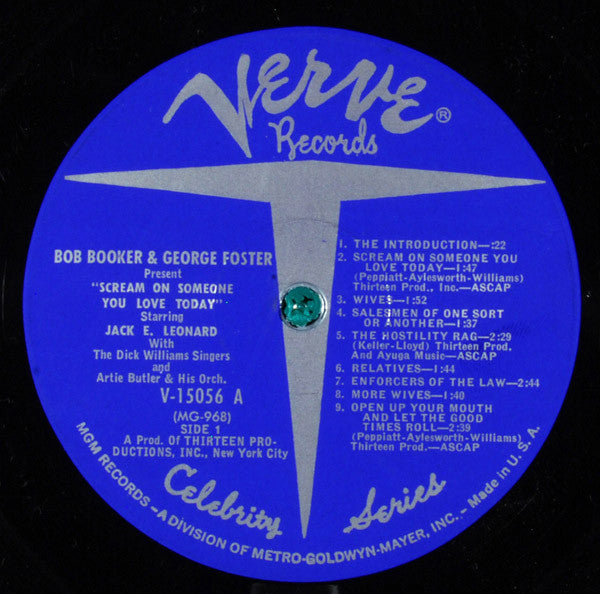 Verve ®
Records
BOB BOOKER & GEORGE FOSTER
Present
"SCREAM ON SOMEONE
YOU LOVE TODAY"
Starring
JACK E. LEONARD
With
The Dick Williams Singers
and
Artie Butler & His Orch.
V-15056 A
(MG-968)
SIDE 1
A Prod. Of THIRTEEN PRO-
DUCTIONS, INC., New York City
1. THE INTRODUCTION—:22
2. SCREAM ON SOMEONE YOU
LOVE TODAY—1:47
(Peppiatt-Aylesworth-Williams)
Thirteen Prod., Inc.—ASCAP
3. WIVES—1:52
4. SALESMEN OF ONE SORT
OR ANOTHER—1:37
5. THE HOSTILITY RAG—2:29
(Keller-Lloyd) Thirteen Prod.
And Ayuga Music—ASCAP
6. RELATIVES—1:44
7. ENFORCERS OF THE LAW—2:44
8. MORE WIVES—1:40
9. OPEN UP YOUR MOUTH
AND LET THE GOOD
TIMES ROLL—2:39
(Peppiatt-Aylesworth-Williams)
Thirteen Prod.—ASCAP
Celebrity Series
MGM RECORDS—A DIVISION OF METRO-GOLDWYN-MAYER, INC.—Made in U. S. A.